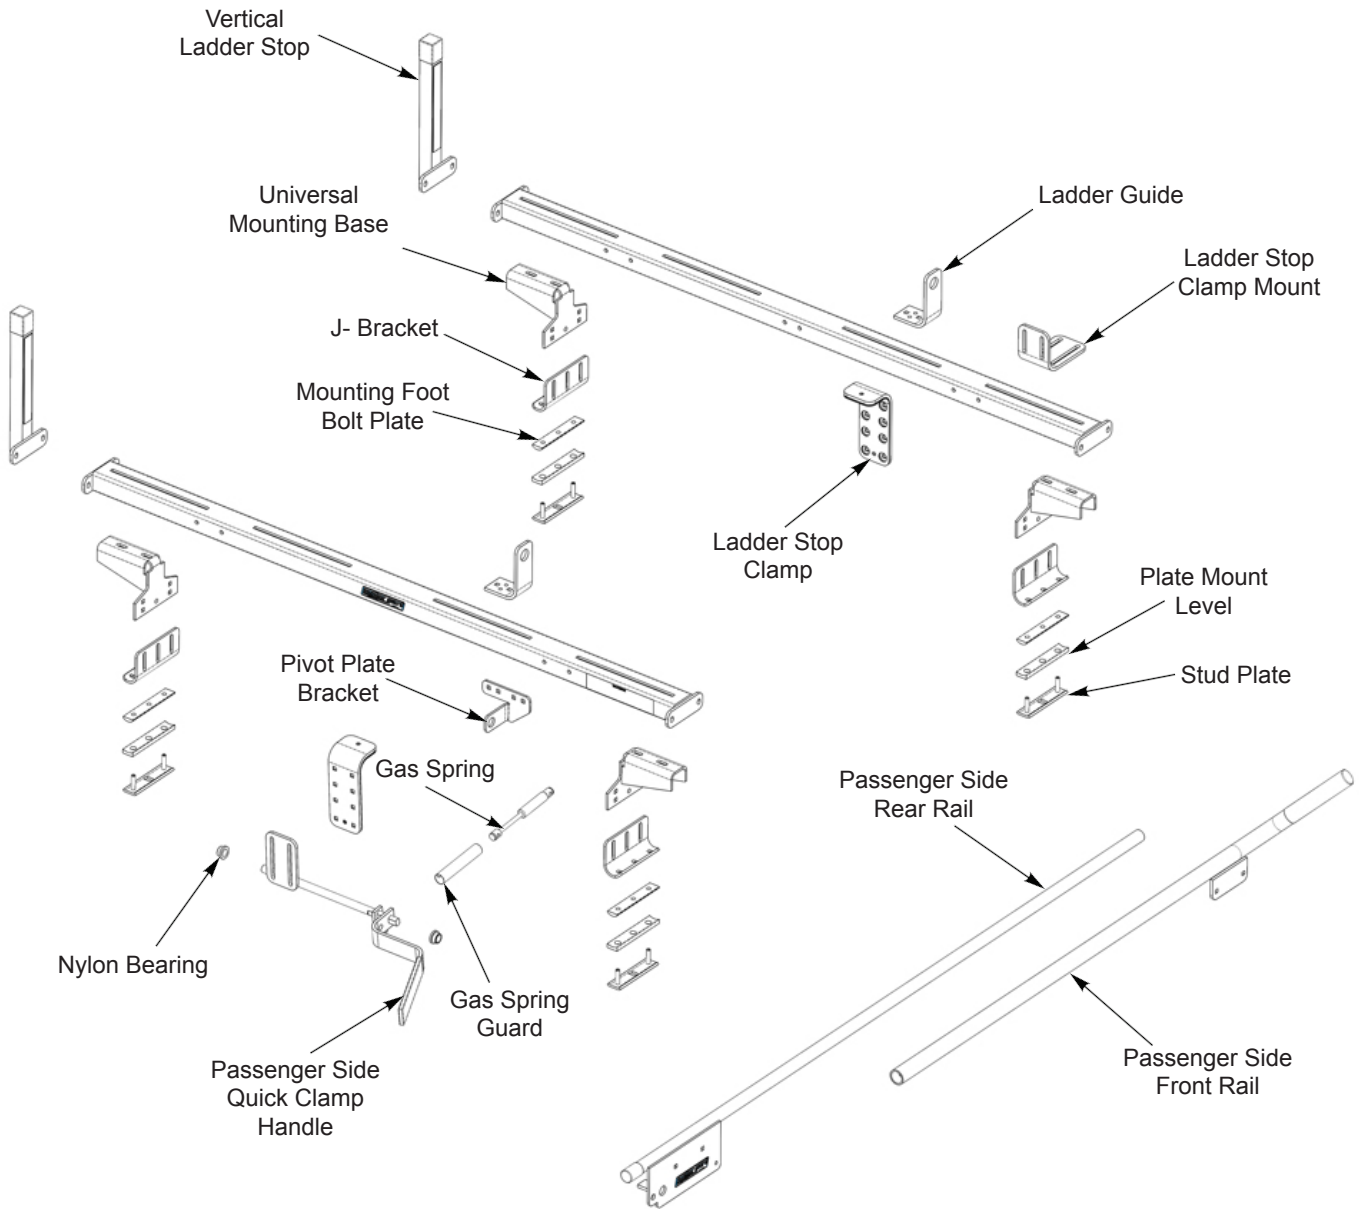 Vertical
Ladder Stop
Universal
Mounting Base
Ladder Guide
Ladder Stop
Clamp Mount
J- Bracket
Mounting Foot
Bolt Plate
Ladder Stop
Clamp
Plate Mount
Level
Stud Plate
Pivot Plate
Bracket
Gas Spring
Passenger Side
Rear Rail
Nylon Bearing
Gas Spring
Guard
Passenger Side
Quick Clamp
Handle
Passenger Side
Front Rail